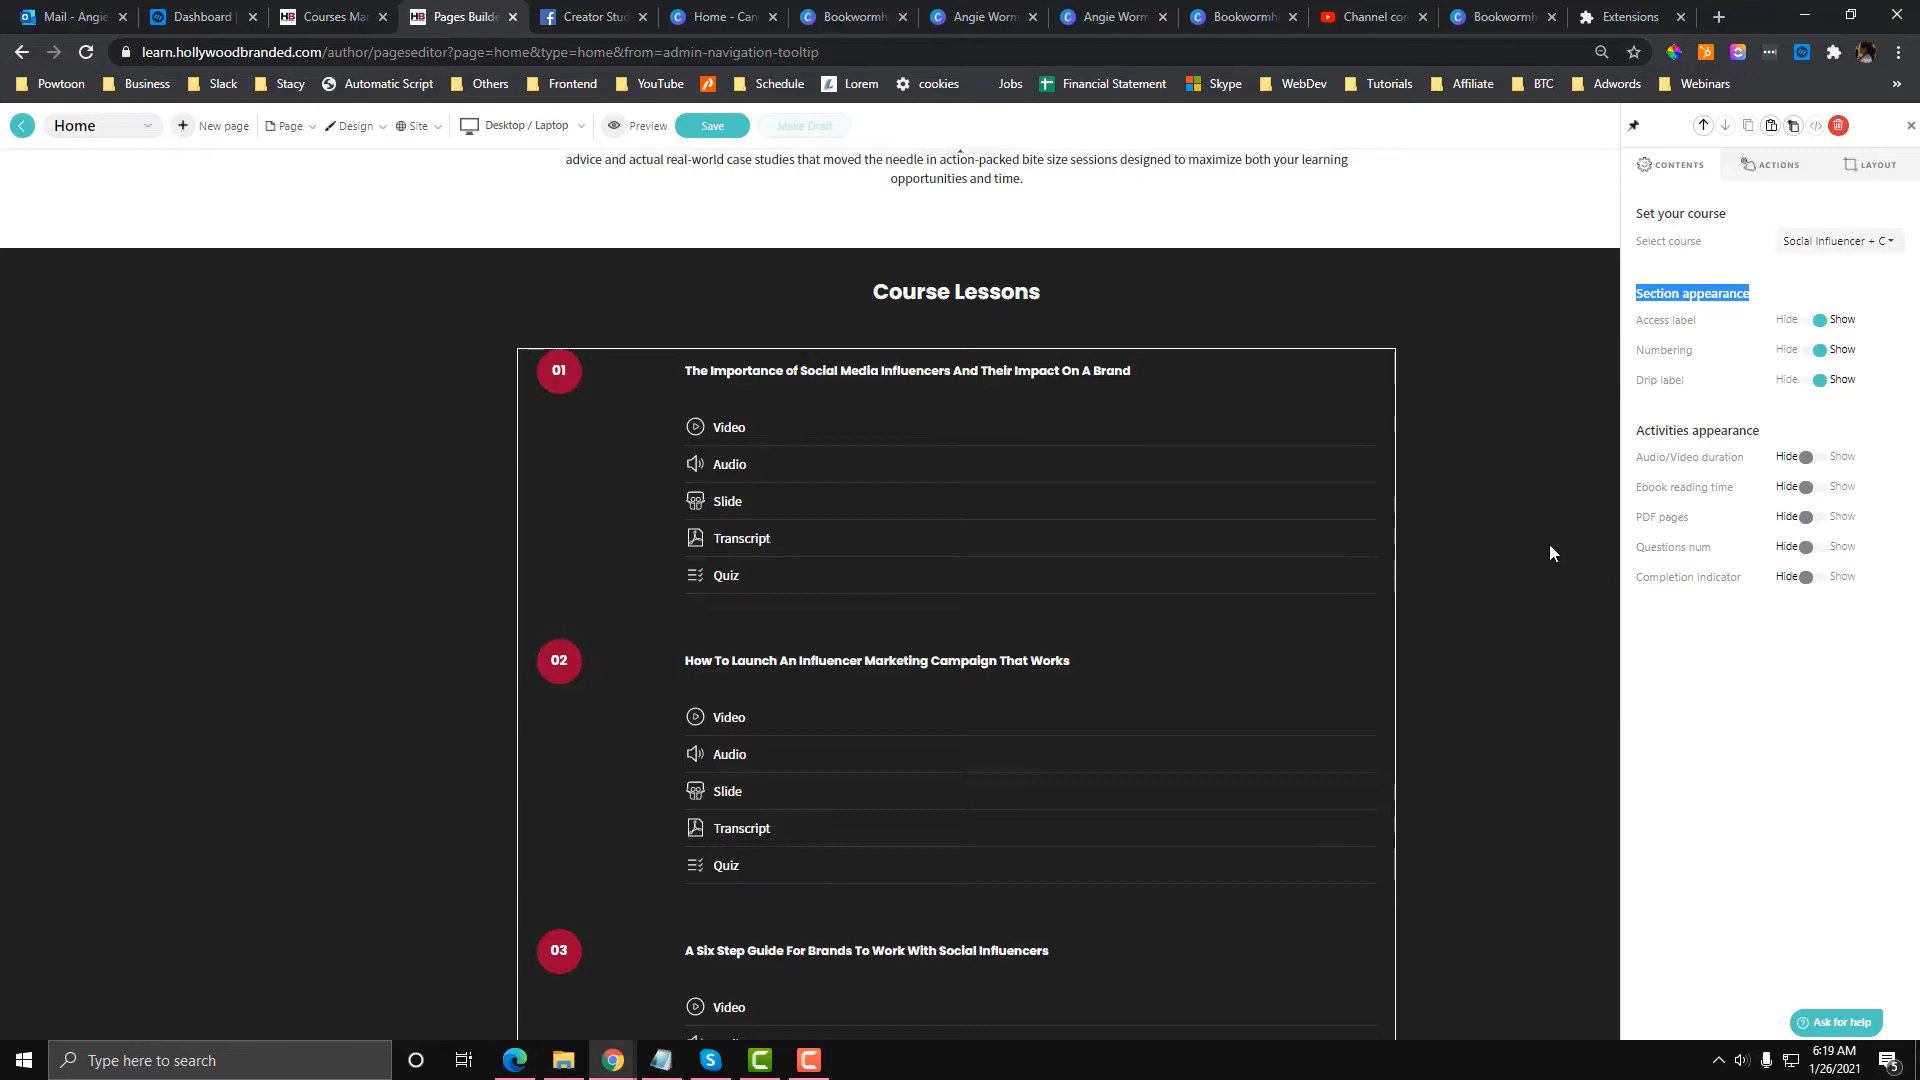 Mail - Angie
Dashboard
Courses Mar
Pages Builde
Creator Stud
Home - Can
Bookwormh
Angie Worm
Angie Worm
Bookwormh
Channel con
Bookwormh
Extensions
learn.hollywoodbranded.com/author/pageseditor?page=home&type=home&from=admin-navigation-tooltip
Powtoon
Business
Slack
Stacy
Automatic Script
Others
Frontend
YouTube
Schedule
Lorem
cookies
Jobs
Financial Statement
Skype
WebDev
Tutorials
Affiliate
BTC
Adwords
Webinars
»
Home
New page
Page
Design
Site
Desktop / Laptop
Preview
Save
Make Draft
advice and actual real-world case studies that moved the needle in action-packed bite size sessions designed to maximize both your learning
opportunities and time.
Course Lessons
01
The Importance of Social Media Influencers And Their Impact On A Brand
Video
Audio
Slide
Transcript
Quiz
02
How To Launch An Influencer Marketing Campaign That Works
Video
Audio
Slide
Transcript
Quiz
03
A Six Step Guide For Brands To Work With Social Influencers
Video
CONTENTS
ACTIONS
LAYOUT
Set your course
Select course
Social Influencer + C
Section appearance
Access label Hide Show
Numbering Hide Show
Drip label Hide Show
Activities appearance
Audio/Video duration Hide Show
Ebook reading time Hide Show
PDF pages Hide Show
Questions num Hide Show
Completion indicator Hide Show
Ask for help
Type here to search
6:19 AM
1/26/2021
5